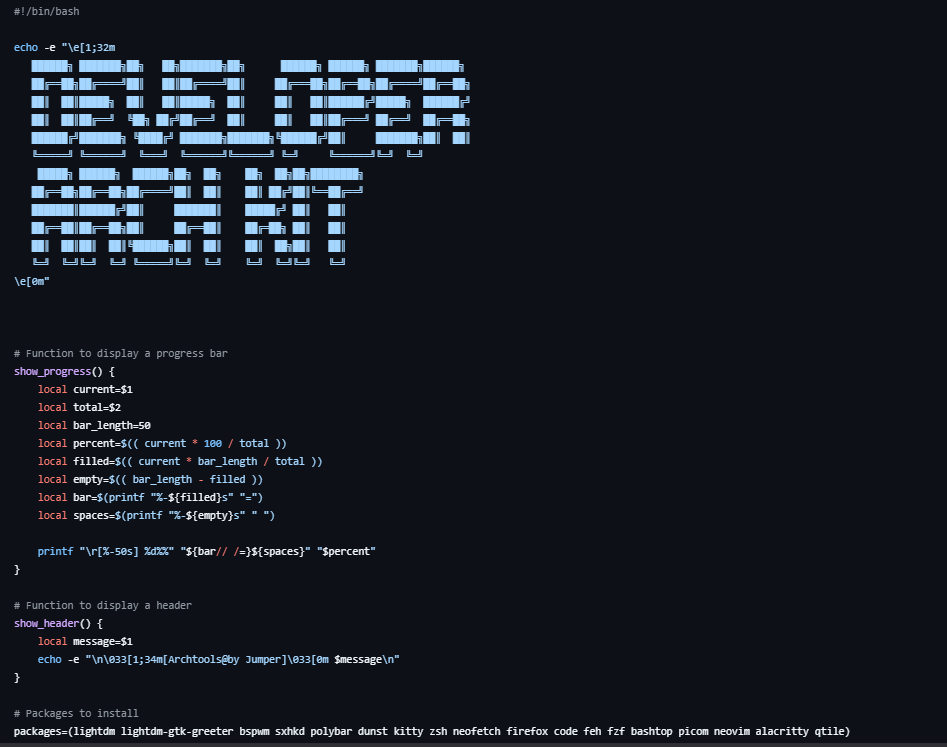 #!/bin/bash
echo -e "\e[1;32m
DEVELOPER
ARCH KIT
\e[0m"
# Function to display a progress bar
show_progress() {
    local current=$1
    local total=$2
    local bar_length=50
    local percent=$(( current * 100 / total ))
    local filled=$(( current * bar_length / total ))
    local empty=$(( bar_length - filled ))
    local bar=$(printf "%-${filled}s" "=")
    local spaces=$(printf "%-${empty}s" " ")
    printf "\r[%-50s] %d%%" "${bar// /=}${spaces}" "$percent"
}
# Function to display a header
show_header() {
    local message=$1
    echo -e "\n\033[1;34m[Archtools@by Jumper]\033[0m $message\n"
}
# Packages to install
packages=(lightdm lightdm-gtk-greeter bspwm sxhkd polybar dunst kitty zsh neofetch firefox code feh fzf bashtop picom neovim alacritty qtile)